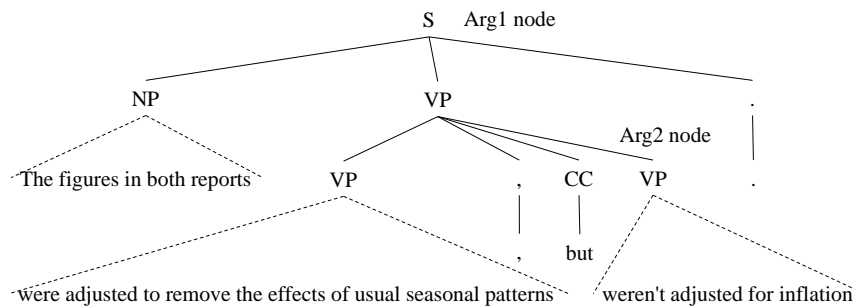 S Arg1 node
NP VP .
Arg2 node
The figures in both reports VP , CC VP .
, but
were adjusted to remove the effects of usual seasonal patterns weren't adjusted for inflation